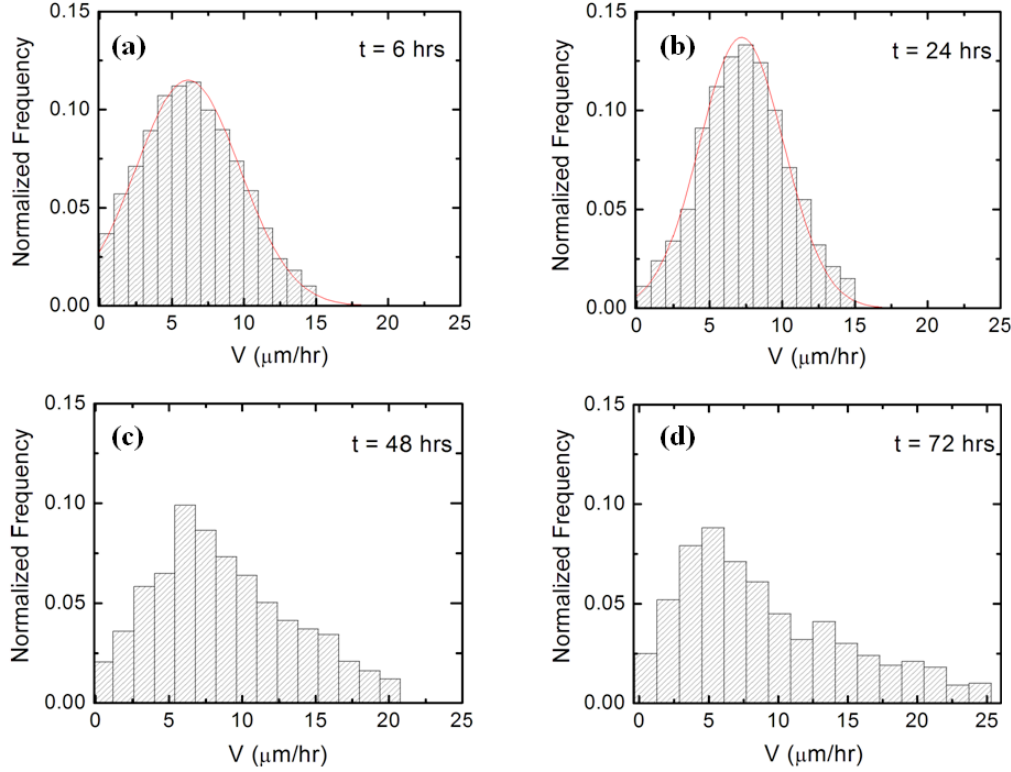 (a)
t = 6 hrs
Normalized Frequency
0.15
0.10
0.05
0.00
0 5 10 15 20 25
V (μm/hr)
(b)
t = 24 hrs
Normalized Frequency
0.15
0.10
0.05
0.00
0 5 10 15 20 25
V (μm/hr)
(c)
t = 48 hrs
Normalized Frequency
0.15
0.10
0.05
0.00
0 5 10 15 20 25
V (μm/hr)
(d)
t = 72 hrs
Normalized Frequency
0.15
0.10
0.05
0.00
0 5 10 15 20 25
V (μm/hr)